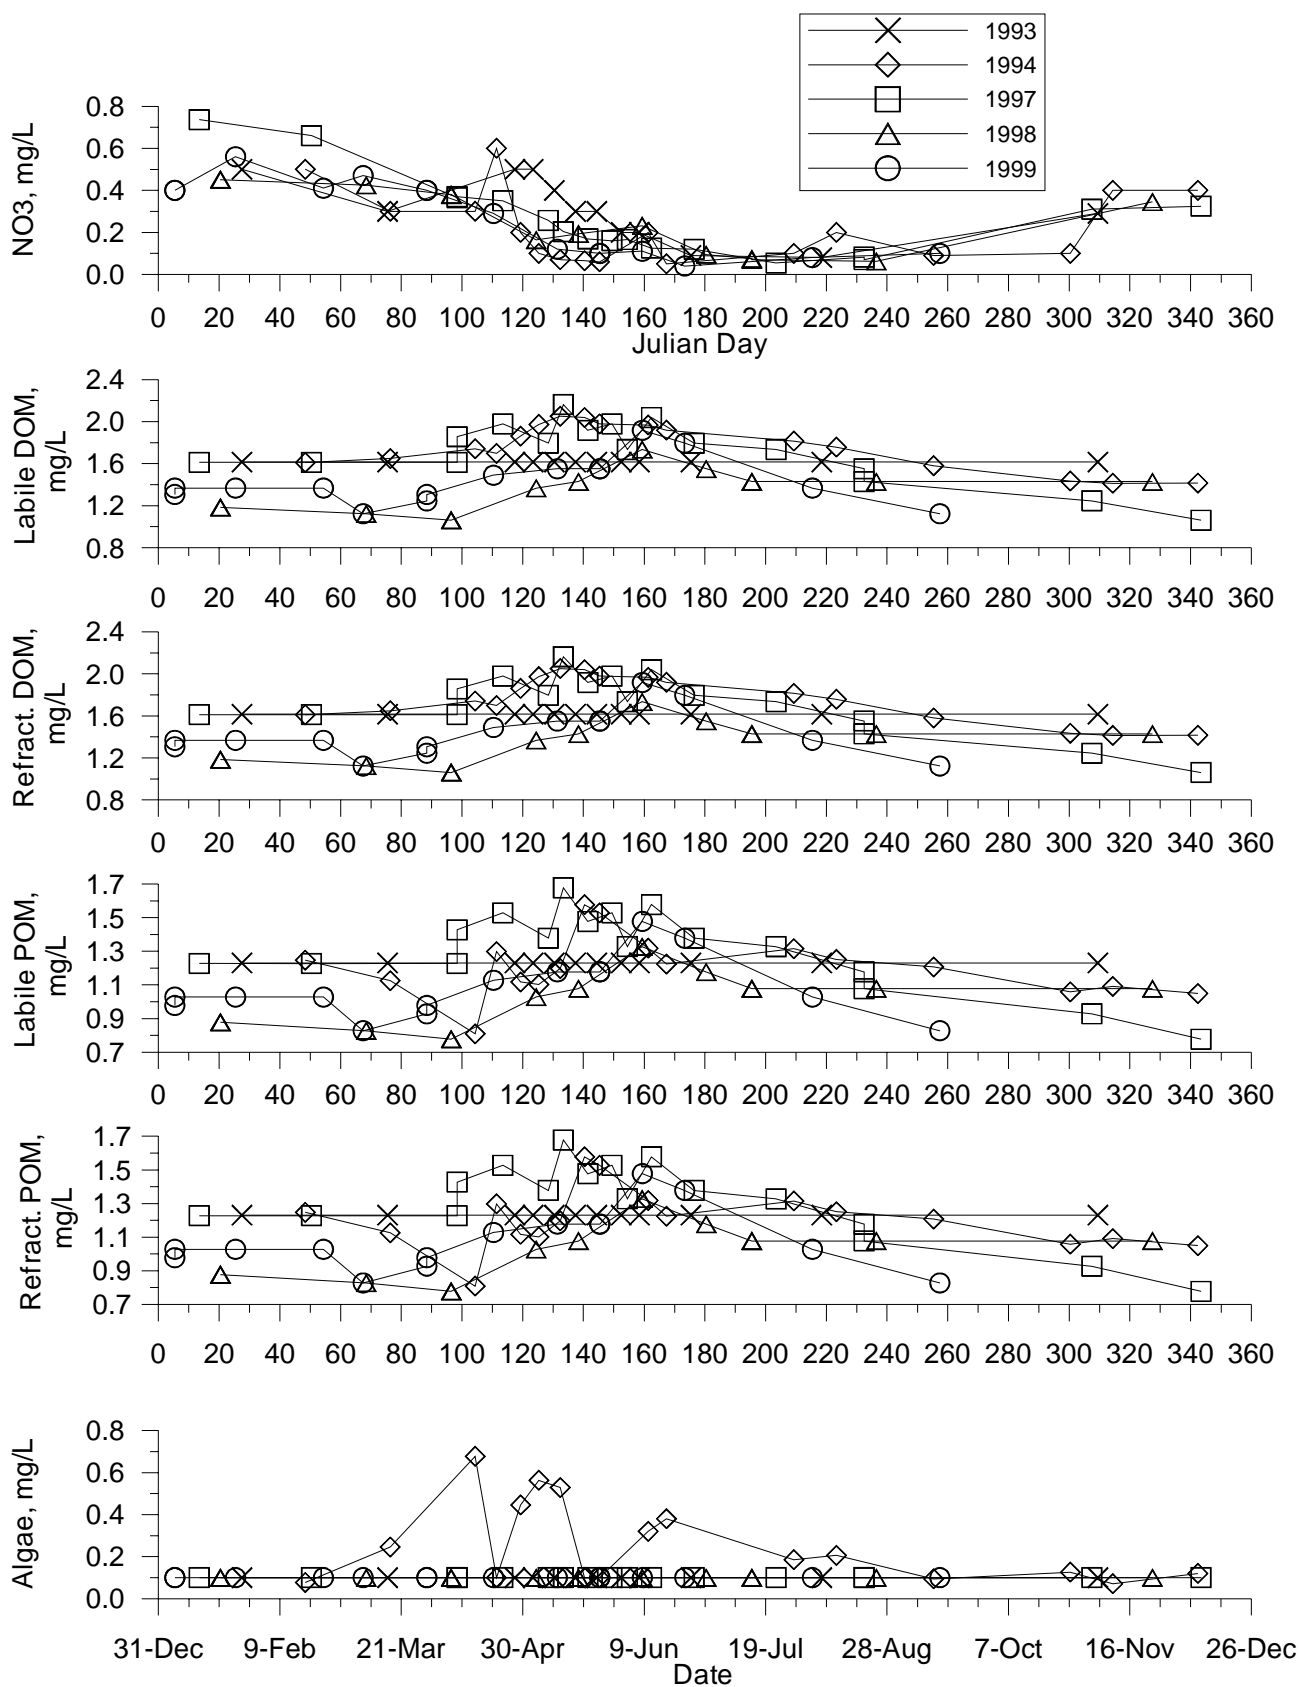 1993
1994
1997
1998
1999
NO3, mg/L
0.8
0.6
0.4
0.2
0.0
0 20 40 60 80 100 120 140 160 180 200 220 240 260 280 300 320 340 360
Julian Day
Labile DOM,
mg/L
2.4
2.0
1.6
1.2
0.8
0 20 40 60 80 100 120 140 160 180 200 220 240 260 280 300 320 340 360
Refract. DOM,
mg/L
2.4
2.0
1.6
1.2
0.8
0 20 40 60 80 100 120 140 160 180 200 220 240 260 280 300 320 340 360
Labile POM,
mg/L
1.7
1.5
1.3
1.1
0.9
0.7
0 20 40 60 80 100 120 140 160 180 200 220 240 260 280 300 320 340 360
Refract. POM,
mg/L
1.7
1.5
1.3
1.1
0.9
0.7
0 20 40 60 80 100 120 140 160 180 200 220 240 260 280 300 320 340 360
Algae, mg/L
0.8
0.6
0.4
0.2
0.0
31-Dec 9-Feb 21-Mar 30-Apr 9-Jun 19-Jul 28-Aug 7-Oct 16-Nov 26-Dec
Date